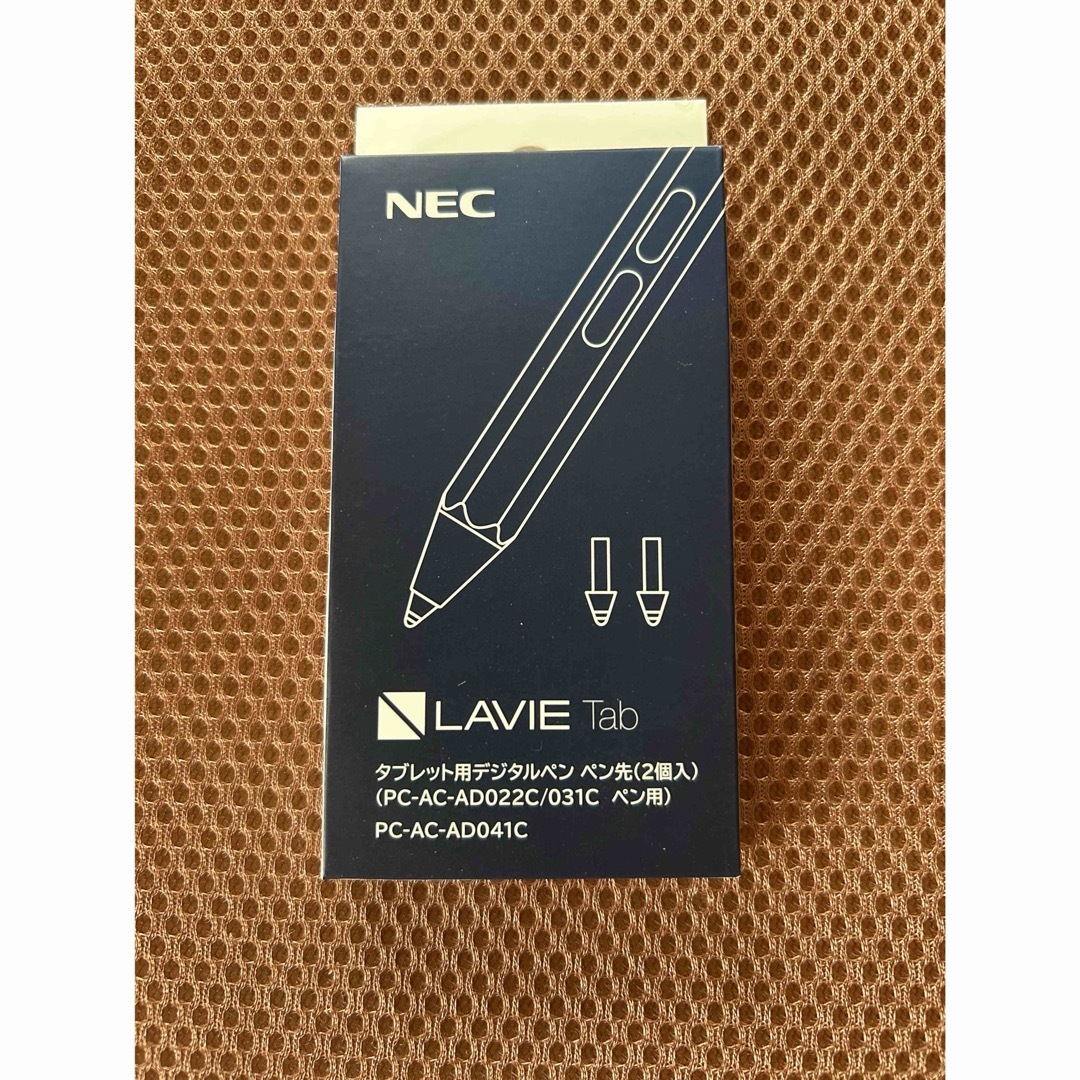 NEC
LAVIE Tab
タブレット用デジタルペン ペン先(2個入)
(PC-AC-AD022C/031C ペン用)
PC-AC-AD041C